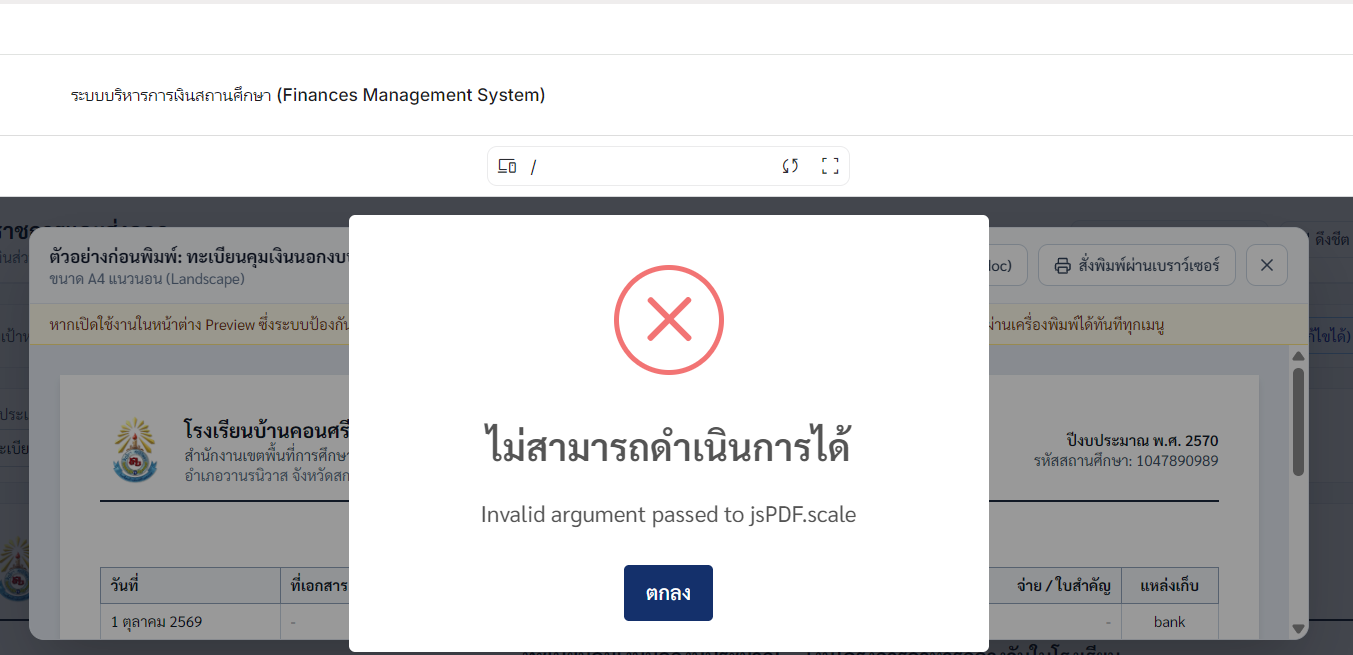 ระบบบริหารการเงินสถานศึกษา (Finances Management System)
/
ตัวอย่างก่อนพิมพ์: ทะเบียนคุมเงินนอกงบ
ขนาด A4 แนวนอน (Landscape)
สั่งพิมพ์ผ่านเบราว์เซอร์
ดึงชีต
หากเปิดใช้งานในหน้าต่าง Preview ซึ่งระบบป้องกัน
ผ่านเครื่องพิมพ์ได้ทันทีทุกเมนู
โรงเรียนบ้านคอนศรี
สำนักงานเขตพื้นที่การศึกษา
อำเภอวานรนิวาส จังหวัดสก
ปีงบประมาณ พ.ศ. 2570
รหัสสถานศึกษา: 1047890989
ไม่สามารถดำเนินการได้
Invalid argument passed to jsPDF.scale
ตกลง
วันที่ ที่เอกสาร จ่าย / ใบสำคัญ แหล่งเก็บ
1 ตุลาคม 2569 - - bank